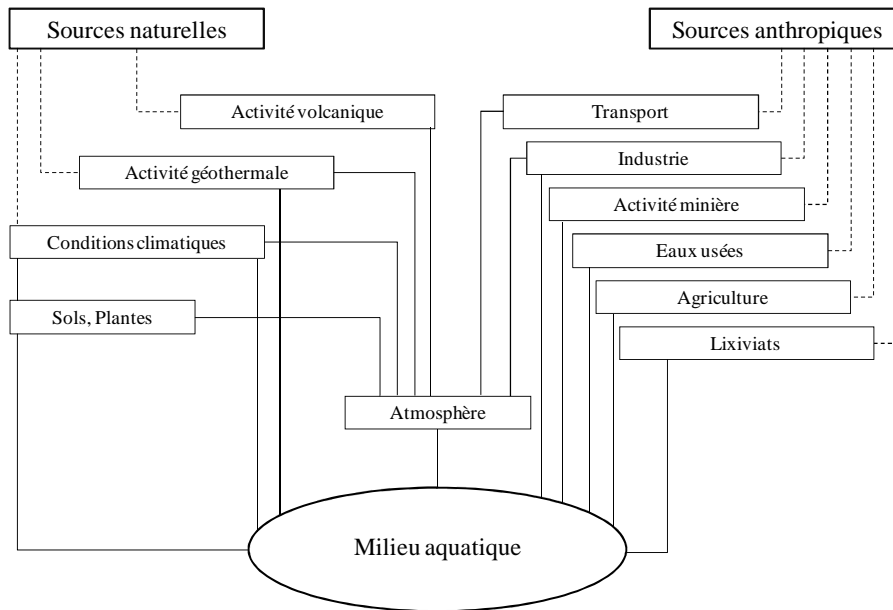 Sources naturelles
Sources anthropiques
Activité volcanique
Transport
Industrie
Activité géothermale
Activité minière
Conditions climatiques
Eaux usées
Agriculture
Sols, Plantes
Lixiviats
Atmosphère
Milieu aquatique